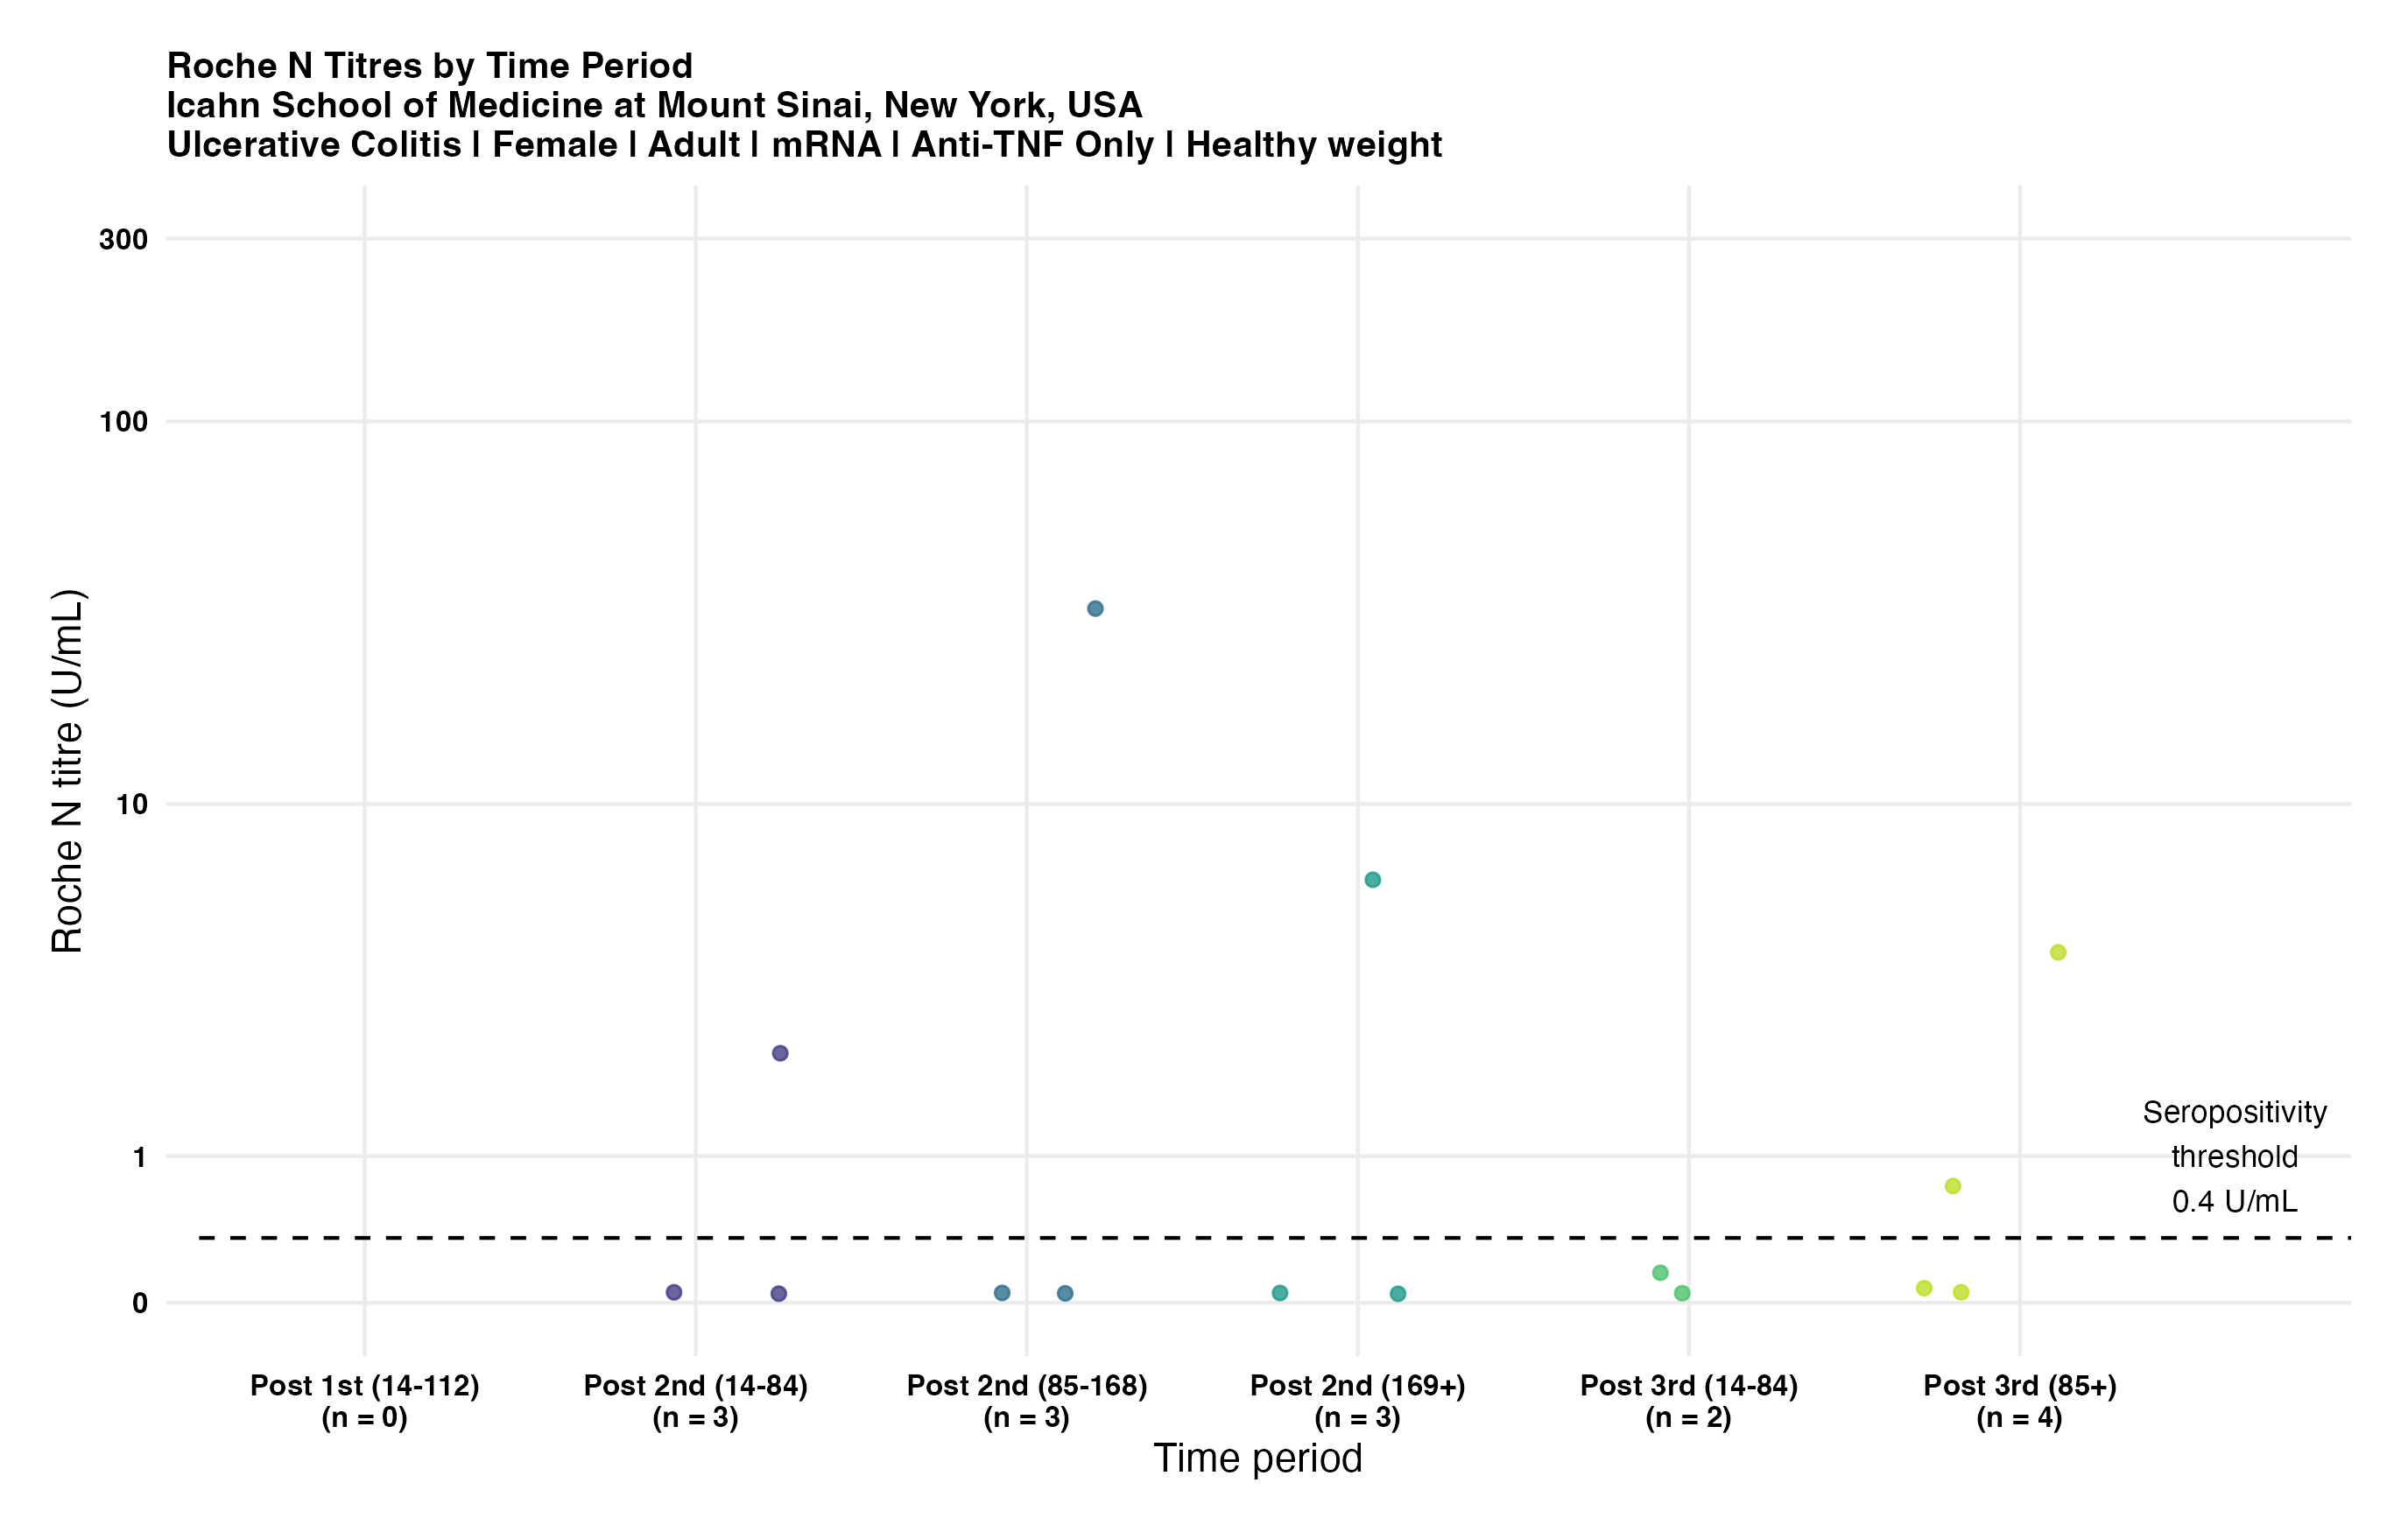 Roche N Titres by Time Period
Icahn School of Medicine at Mount Sinai, New York, USA
Ulcerative Colitis | Female | Adult | mRNA | Anti-TNF Only | Healthy weight
Roche N titre (U/mL)
300
100
10
1
0
Seropositivity
threshold
0.4 U/mL
Post 1st (14-112)
(n = 0)
Post 2nd (14-84)
(n = 3)
Post 2nd (85-168)
(n = 3)
Post 2nd (169+)
(n = 3)
Post 3rd (14-84)
(n = 2)
Post 3rd (85+)
(n = 4)
Time period